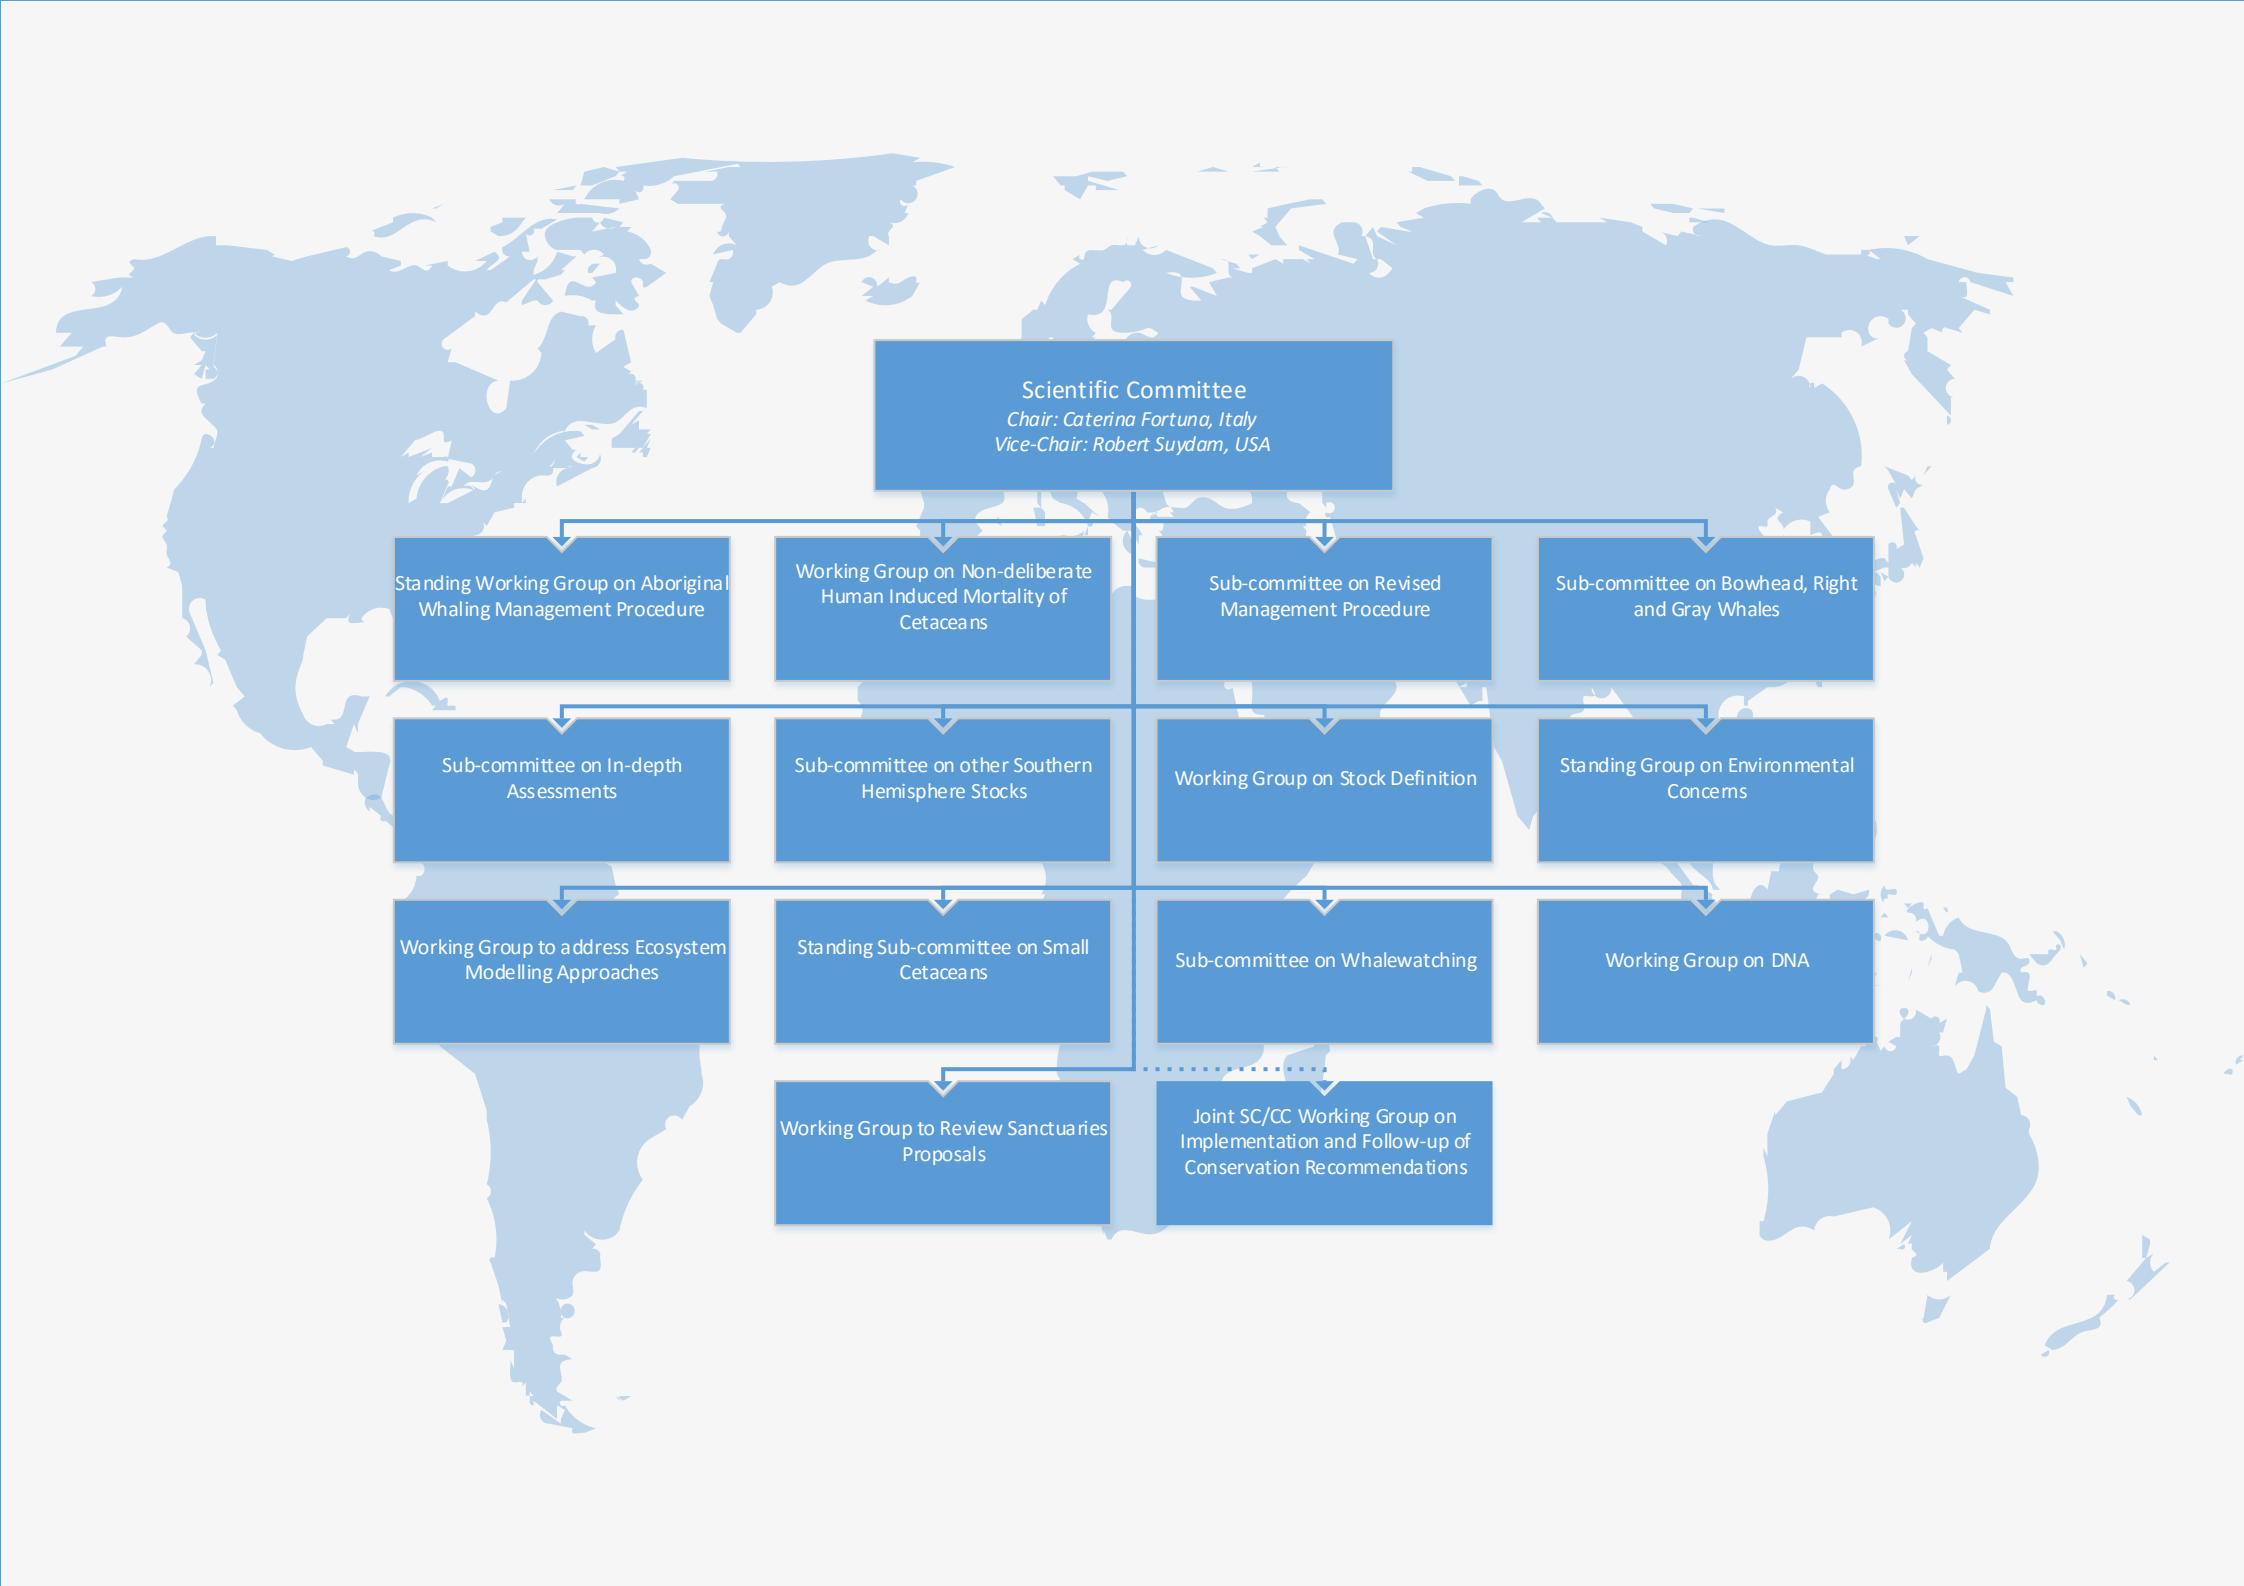 Scientific Committee
Chair: Caterina Fortuna, Italy
Vice-Chair: Robert Suydam, USA
Standing Working Group on Aboriginal
Whaling Management Procedure
Working Group on Non-deliberate
Human Induced Mortality of
Cetaceans
Sub-committee on Revised
Management Procedure
Sub-committee on Bowhead, Right
and Gray Whales
Sub-committee on In-depth
Assessments
Sub-committee on other Southern
Hemisphere Stocks
Working Group on Stock Definition
Standing Group on Environmental
Concerns
Working Group to address Ecosystem
Modelling Approaches
Standing Sub-committee on Small
Cetaceans
Sub-committee on Whalewatching
Working Group on DNA
Working Group to Review Sanctuaries
Proposals
Joint SC/CC Working Group on
Implementation and Follow-up of
Conservation Recommendations